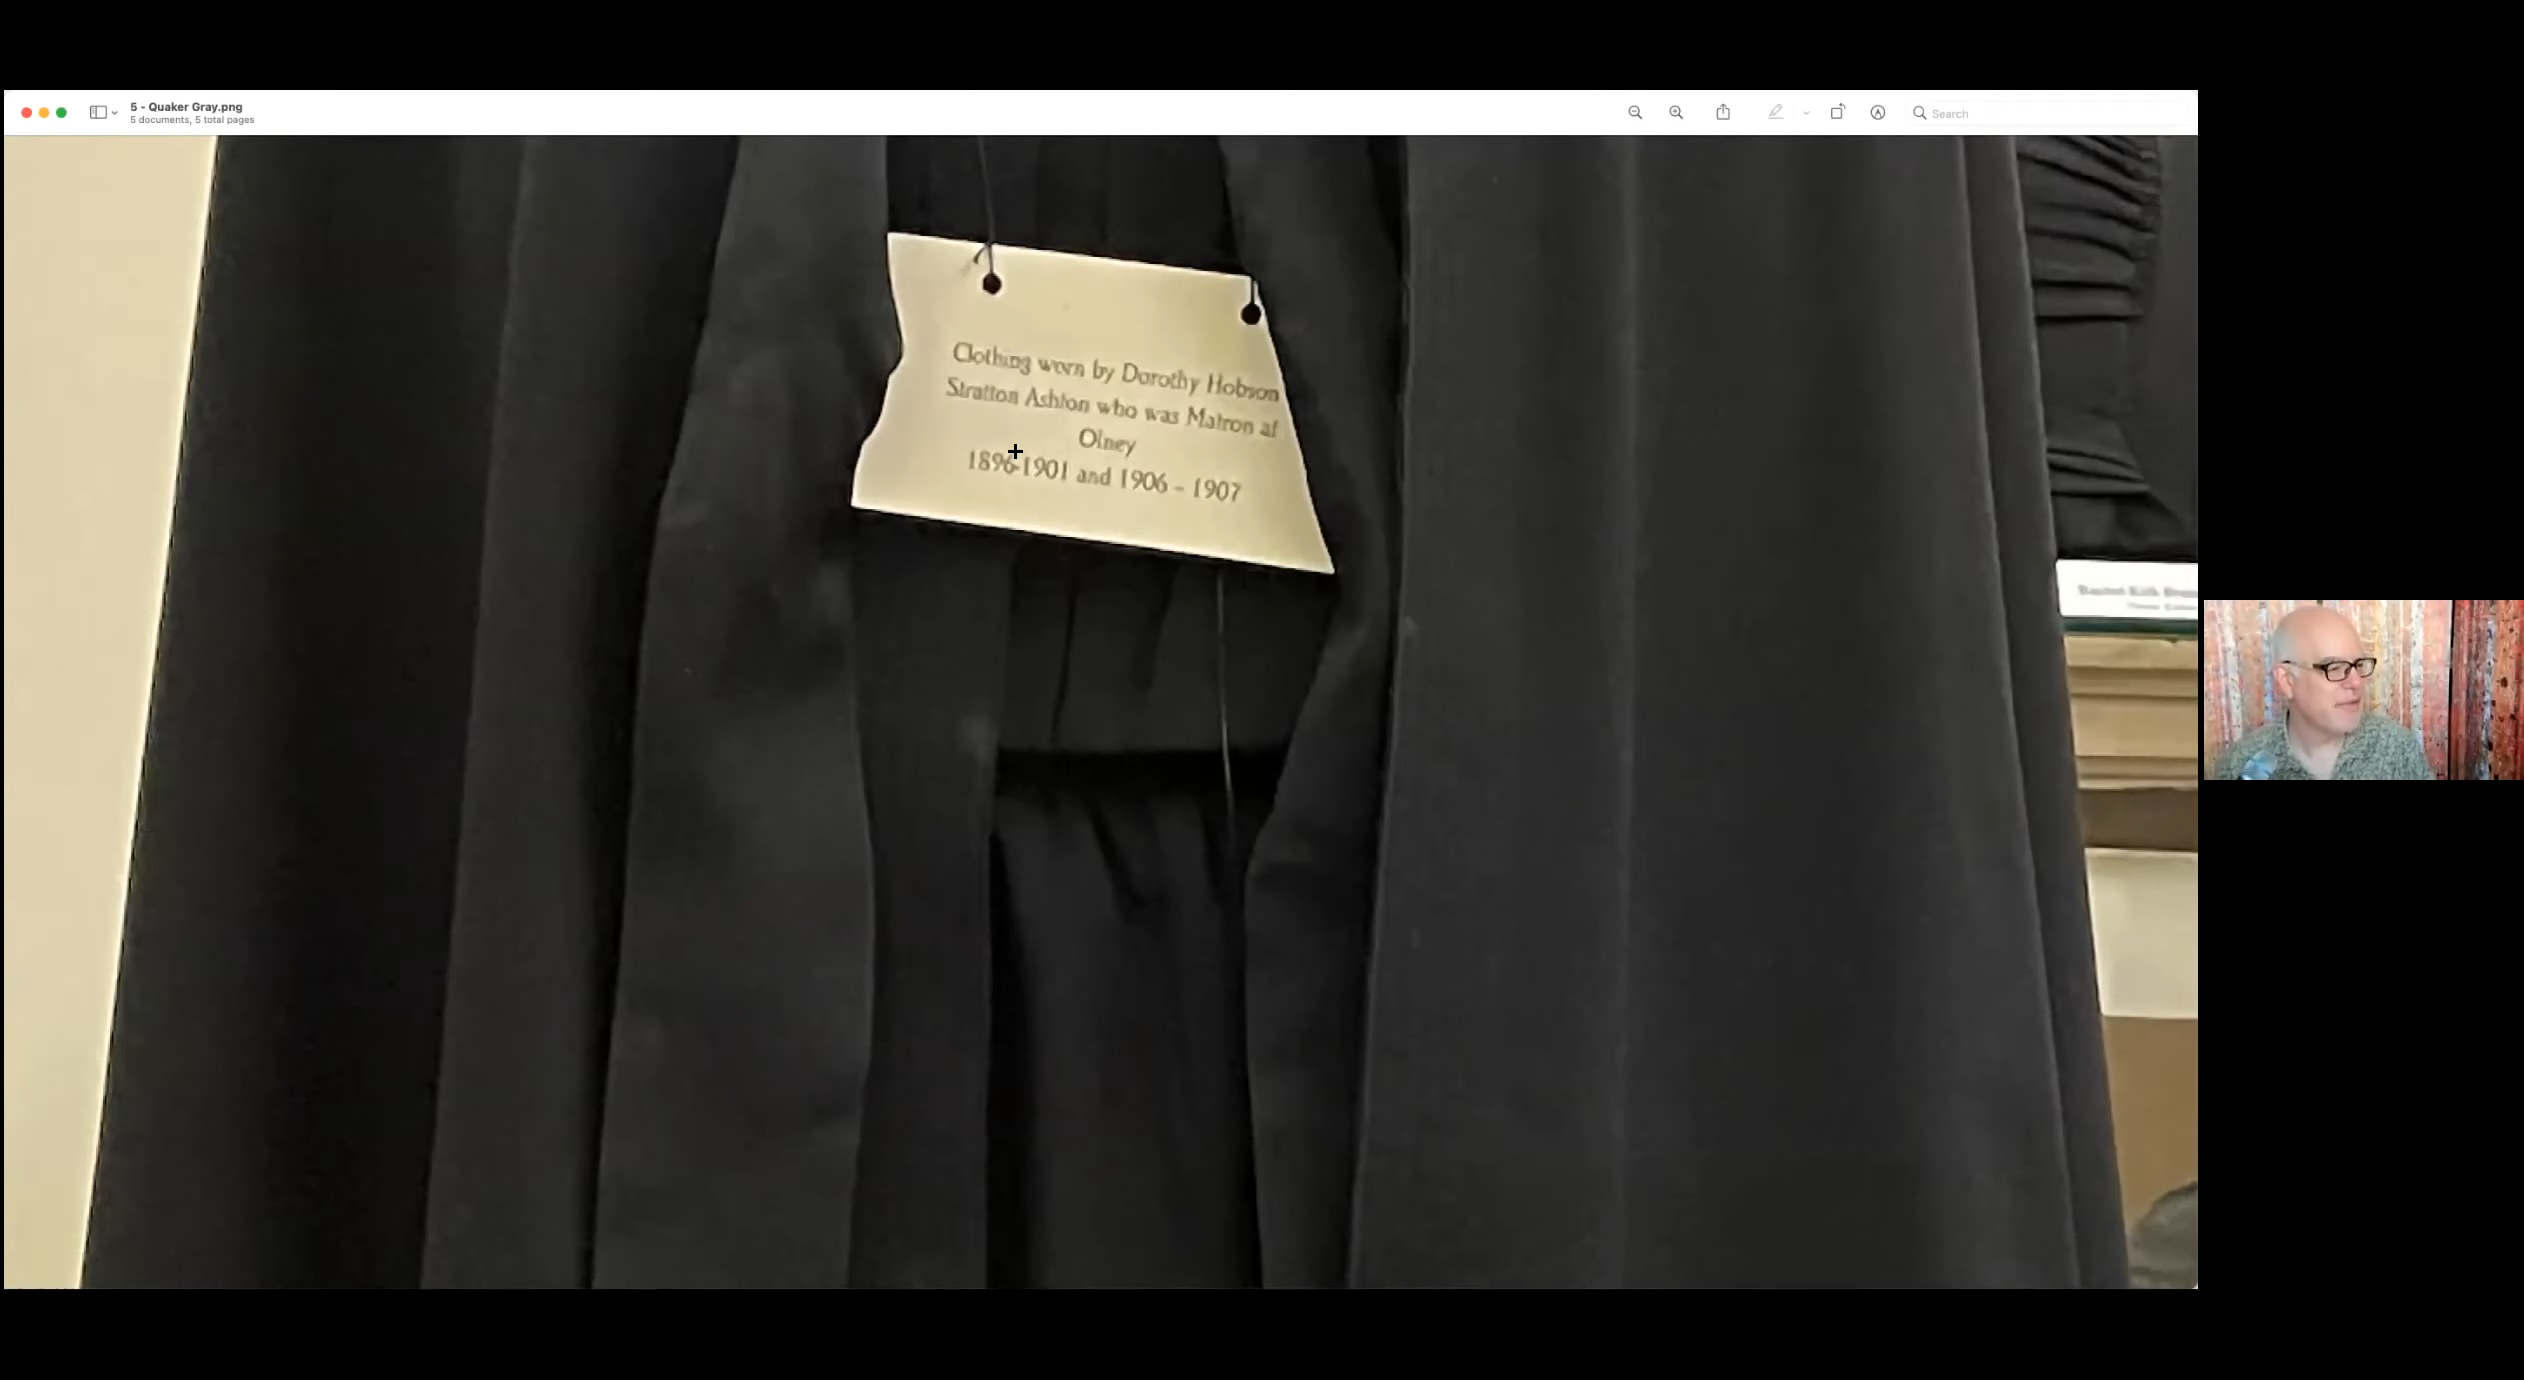 5 - Quaker Gray.png
5 documents, 5 total pages
Search
Clothing worn by Dorothy Hobson
Stratton Ashton who was Matron at
Olney
1896-1901 and 1906 - 1907